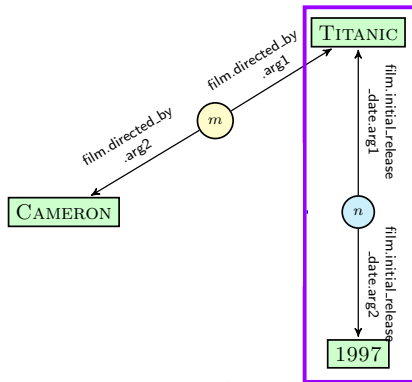 TITANIC
film.directed_by
.arg1
m
film.directed_by
.arg2
CAMERON
film.initial_release
_date.arg1
n
film.initial_release
_date.arg2
1997